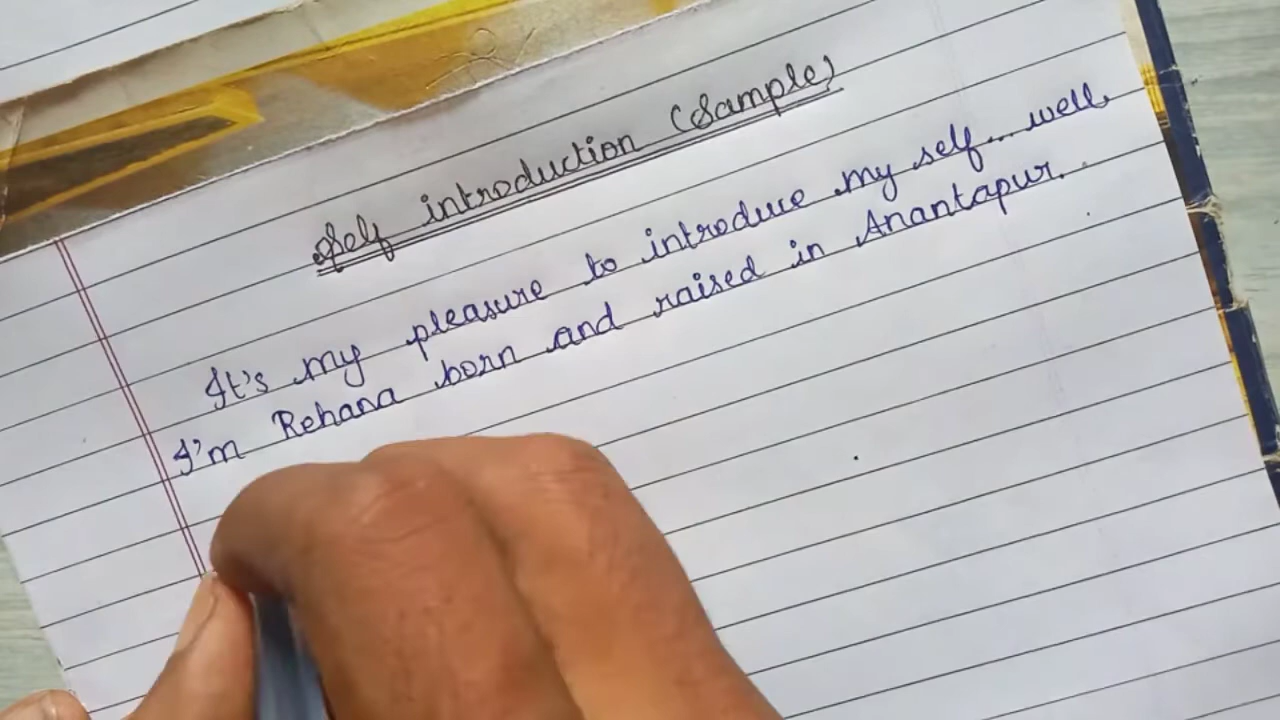 Self introduction (Sample)
It's my pleasure to introduce my self... well
I'm Rehana born and raised in Anantapur.